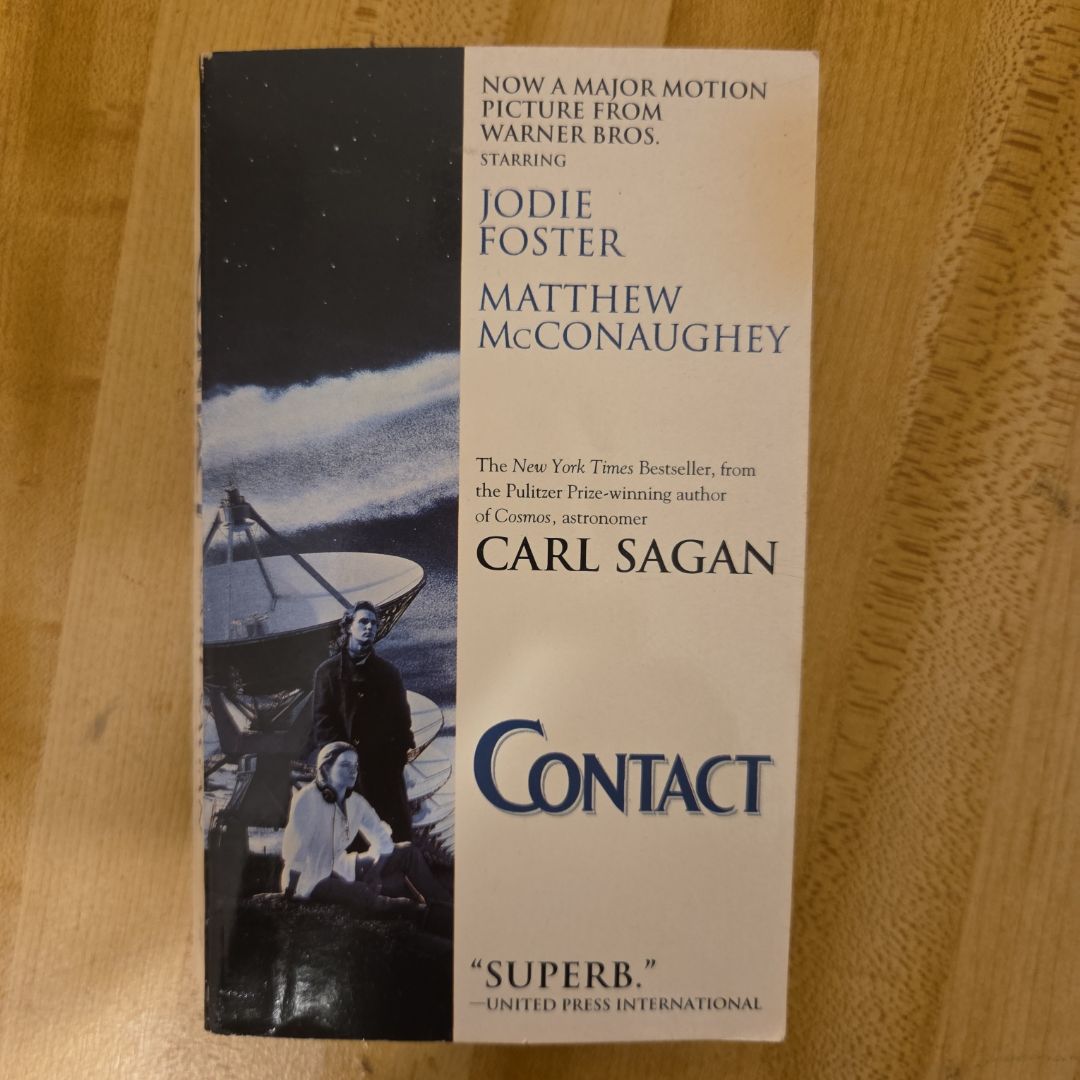 NOW A MAJOR MOTION
PICTURE FROM
WARNER BROS.
STARRING
JODIE
FOSTER
MATTHEW
McCONAUGHEY
The New York Times Bestseller, from
the Pulitzer Prize-winning author
of Cosmos, astronomer
CARL SAGAN
CONTACT
“SUPERB.”
—UNITED PRESS INTERNATIONAL